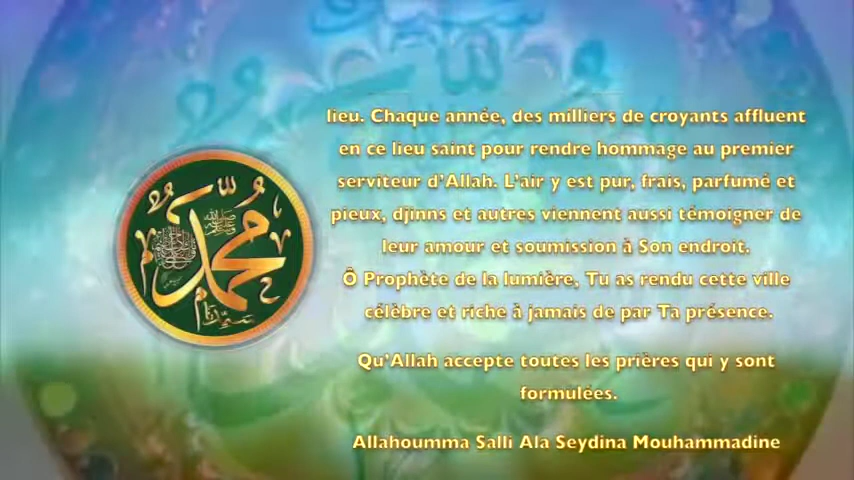 lieu. Chaque année, des milliers de croyants affluent
en ce lieu saint pour rendre hommage au premier
serviteur d'Allah. L'air y est pur, frais, parfumé et
pieux, djinns et autres viennent aussi témoigner de
leur amour et soumission à Son endroit.
Ô Prophète de la lumière, Tu as rendu cette ville
célèbre et riche à jamais de par Ta présence.
Qu'Allah accepte toutes les prières qui y sont
formulées.
Allahoumma Salli Ala Seydina Mouhammadine
محمد